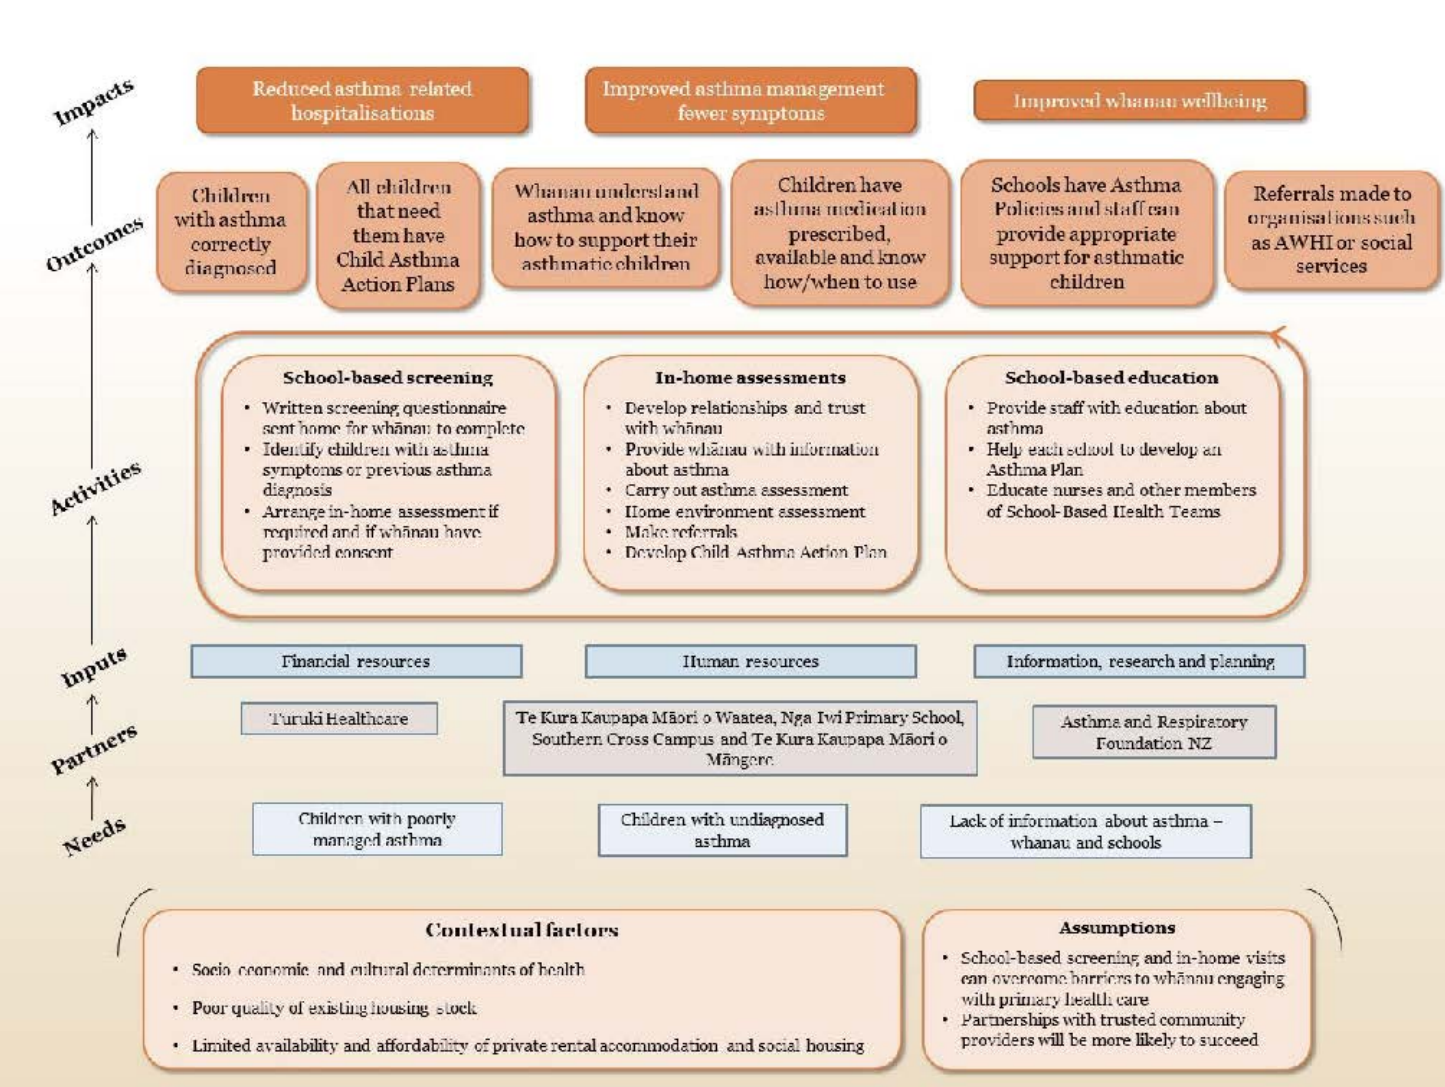 Impacts
Reduced asthma related
hospitalisations
Improved asthma management
fewer symptoms
Improved whanau wellbeing
Outcomes
Children
with asthma
correctly
diagnosed
All children
that need
them have
Child Asthma
Action Plans
Whanau understand
asthma and know
how to support their
asthmatic children
Children have
asthma medication
prescribed,
available and know
how/when to use
Schools have Asthma
Policies and staff can
provide appropriate
support for asthmatic
children
Referrals made to
organisations such
as AWHI or social
services
Activities
School-based screening
• Written screening questionnaire
sent home for whānau to complete
• Identify children with asthma
symptoms or previous asthma
diagnosis
• Arrange in-home assessment if
required and if whānau have
provided consent
In-home assessments
• Develop relationships and trust
with whānau
• Provide whānau with information
about asthma
• Carry out asthma assessment
• Home environment assessment
• Make referrals
• Develop Child Asthma Action Plan
School-based education
• Provide staff with education about
asthma
• Help each school to develop an
Asthma Plan
• Educate nurses and other members
of School-Based Health Teams
Inputs
Financial resources
Human resources
Information, research and planning
Partners
Turuki Healthcare
Te Kura Kaupapa Māori o Waatea, Nga Iwi Primary School,
Southern Cross Campus and Te Kura Kaupapa Māori o
Māngere
Asthma and Respiratory
Foundation NZ
Needs
Children with poorly
managed asthma
Children with undiagnosed
asthma
Lack of information about asthma –
whanau and schools
Contextual factors
• Socio economic and cultural determinants of health
• Poor quality of existing housing stock
• Limited availability and affordability of private rental accommodation and social housing
Assumptions
• School-based screening and in-home visits
can overcome barriers to whānau engaging
with primary health care
• Partnerships with trusted community
providers will be more likely to succeed